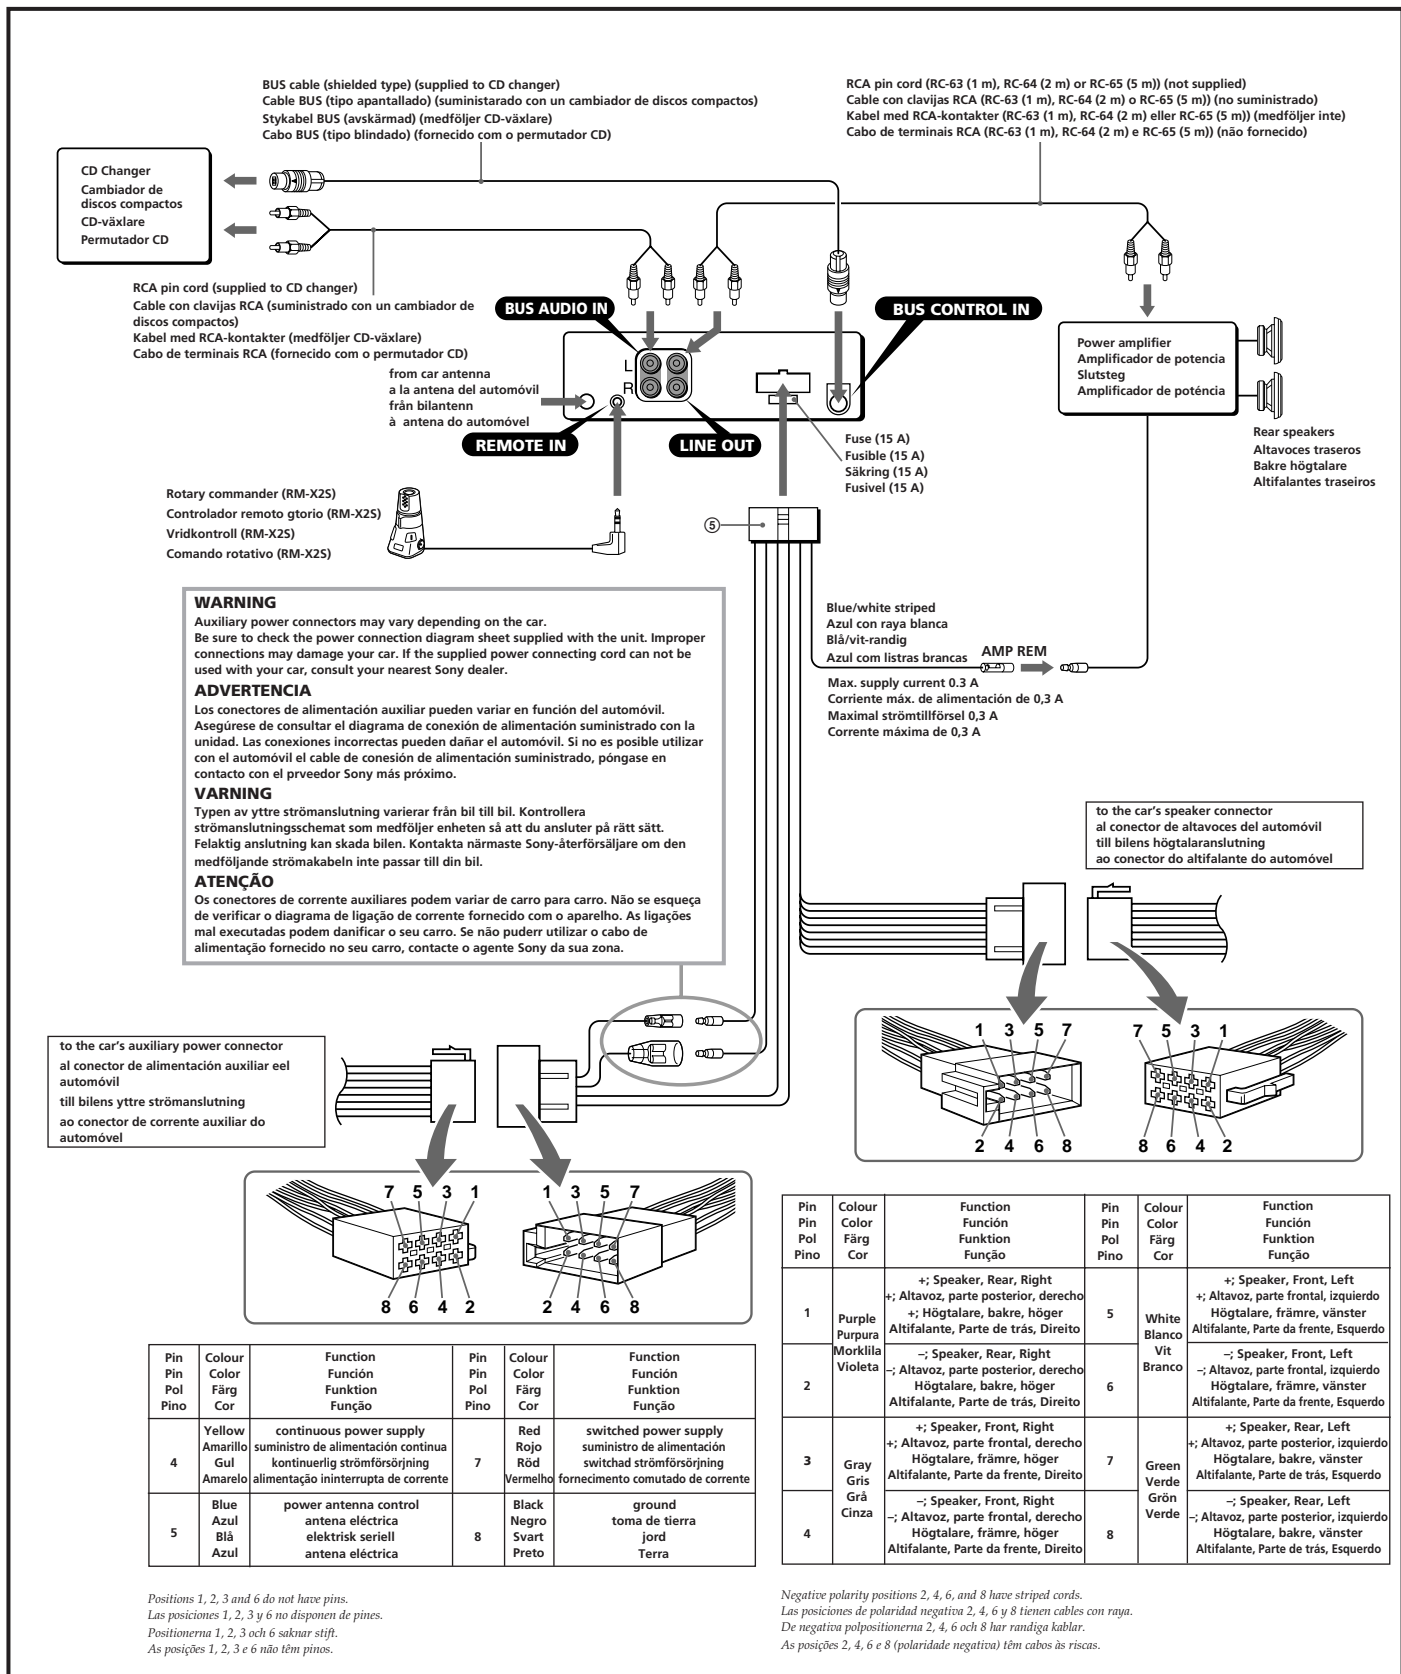 BUS cable (shielded type) (supplied to CD changer)
Cable BUS (tipo apantallado) (suministarado con un cambiador de discos compactos)
Stykabel BUS (avskärmad) (medföljer CD-växlare)
Cabo BUS (tipo blindado) (fornecido com o permutador CD)
RCA pin cord (RC-63 (1 m), RC-64 (2 m) or RC-65 (5 m)) (not supplied)
Cable con clavijas RCA (RC-63 (1 m), RC-64 (2 m) o RC-65 (5 m)) (no suministrado)
Kabel med RCA-kontakter (RC-63 (1 m), RC-64 (2 m) eller RC-65 (5 m)) (medföljer inte)
Cabo de terminais RCA (RC-63 (1 m), RC-64 (2 m) e RC-65 (5 m)) (não fornecido)
CD Changer
Cambiador de
discos compactos
CD-växlare
Permutador CD
RCA pin cord (supplied to CD changer)
Cable con clavijas RCA (suministrado con un cambiador de
discos compactos)
Kabel med RCA-kontakter (medföljer CD-växlare)
Cabo de terminais RCA (fornecido com o permutador CD)
BUS AUDIO IN
BUS CONTROL IN
from car antenna
a la antena del automóvil
från bilantenn
à antena do automóvel
L
R
REMOTE IN
LINE OUT
Power amplifier
Amplificador de potencia
Slutsteg
Amplificador de poténcia
Fuse (15 A)
Fusible (15 A)
Säkring (15 A)
Fusivel (15 A)
Rear speakers
Altavoces traseros
Bakre högtalare
Altifalantes traseiros
Rotary commander (RM-X2S)
Controlador remoto gtorio (RM-X2S)
Vridkontroll (RM-X2S)
Comando rotativo (RM-X2S)
5
WARNING
Auxiliary power connectors may vary depending on the car.
Be sure to check the power connection diagram sheet supplied with the unit. Improper
connections may damage your car. If the supplied power connecting cord can not be
used with your car, consult your nearest Sony dealer.
ADVERTENCIA
Los conectores de alimentación auxiliar pueden variar en función del automóvil.
Asegúrese de consultar el diagrama de conexión de alimentación suministrado con la
unidad. Las conexiones incorrectas pueden dañar el automóvil. Si no es posible utilizar
con el automóvil el cable de conesión de alimentación suministrado, póngase en
contacto con el prveedor Sony más próximo.
VARNING
Typen av yttre strömanslutning varierar från bil till bil. Kontrollera
strömanslutningsschemat som medföljer enheten så att du ansluter på rätt sätt.
Felaktig anslutning kan skada bilen. Kontakta närmaste Sony-återförsäljare om den
medföljande strömakabeln inte passar till din bil.
ATENÇÃO
Os conectores de corrente auxiliares podem variar de carro para carro. Não se esqueça
de verificar o diagrama de ligação de corrente fornecido com o aparelho. As ligações
mal executadas podem danificar o seu carro. Se não puderr utilizar o cabo de
alimentação fornecido no seu carro, contacte o agente Sony da sua zona.
Blue/white striped
Azul con raya blanca
Blå/vit-randig
Azul com listras brancas
AMP REM
Max. supply current 0.3 A
Corriente máx. de alimentación de 0,3 A
Maximal strömtillförsel 0,3 A
Corrente máxima de 0,3 A
to the car's speaker connector
al conector de altavoces del automóvil
till bilens högtalaranslutning
ao conector do altifalante do automóvel
to the car's auxiliary power connector
al conector de alimentación auxiliar eel
automóvil
till bilens yttre strömanslutning
ao conector de corrente auxiliar do
automóvel
1 3 5 7
7 5 3 1
2 4 6 8
8 6 4 2
7 5 3 1
1 3 5 7
8 6 4 2
2 4 6 8
Pin Colour Function Pin Colour Function
Pin Color Función Pin Color Función
Pol Färg Funktion Pol Färg Funktion
Pino Cor Função Pino Cor Função
4
Yellow continuous power supply
Amarillo suministro de alimentación continua
Gul kontinuerlig strömförsörjning
Amarelo alimentação ininterrupta de corrente
7
Red switched power supply
Rojo suministro de alimentación
Röd switchad strömförsörjning
Vermelho fornecimento comutado de corrente
5
Blue power antenna control
Azul antena eléctrica
Blå elektrisk seriell
Azul antena eléctrica
8
Black ground
Negro toma de tierra
Svart jord
Preto Terra
Positions 1, 2, 3 and 6 do not have pins.
Las posiciones 1, 2, 3 y 6 no disponen de pines.
Positionerna 1, 2, 3 och 6 saknar stift.
As posições 1, 2, 3 e 6 não têm pinos.
Pin Colour Function Pin Colour Function
Pin Color Función Pin Color Función
Pol Färg Funktion Pol Färg Funktion
Pino Cor Função Pino Cor Função
1
Purple
Purpura
Morklila
Violeta
+; Speaker, Rear, Right
+; Altavoz, parte posterior, derecho
+; Högtalare, bakre, höger
Altifalante, Parte de trás, Direito
5
White
Blanco
Vit
Branco
+; Speaker, Front, Left
+; Altavoz, parte frontal, izquierdo
Högtalare, främre, vänster
Altifalante, Parte da frente, Esquerdo
2
–; Speaker, Rear, Right
–; Altavoz, parte posterior, derecho
Högtalare, bakre, höger
Altifalante, Parte de trás, Direito
6
–; Speaker, Front, Left
–; Altavoz, parte frontal, izquierdo
Högtalare, främre, vänster
Altifalante, Parte da frente, Esquerdo
3
Gray
Gris
Grå
Cinza
+; Speaker, Front, Right
+; Altavoz, parte frontal, derecho
Högtalare, främre, höger
Altifalante, Parte da frente, Direito
7
Green
Verde
Grön
Verde
+; Speaker, Rear, Left
+; Altavoz, parte posterior, izquierdo
Högtalare, bakre, vänster
Altifalante, Parte de trás, Esquerdo
4
–; Speaker, Front, Right
–; Altavoz, parte frontal, derecho
Högtalare, främre, höger
Altifalante, Parte da frente, Direito
8
–; Speaker, Rear, Left
–; Altavoz, parte posterior, izquierdo
Högtalare, bakre, vänster
Altifalante, Parte de trás, Esquerdo
Negative polarity positions 2, 4, 6, and 8 have striped cords.
Las posiciones de polaridad negativa 2, 4, 6 y 8 tienen cables con raya.
De negativa polpositionerna 2, 4, 6 och 8 har randiga kablar.
As posições 2, 4, 6 e 8 (polaridade negativa) têm cabos às riscas.